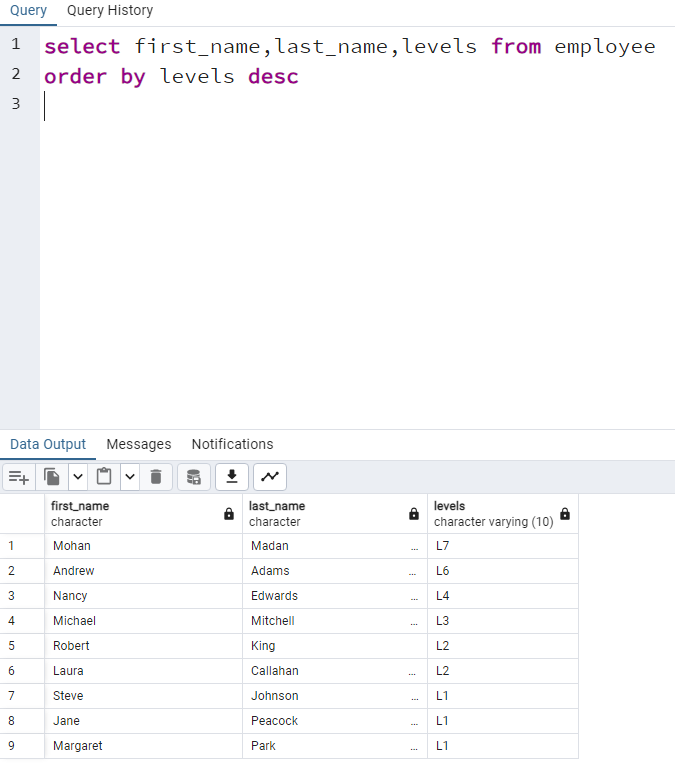 Query Query History
1 select first_name,last_name,levels from employee
2 order by levels desc
3
Data Output Messages Notifications
first_name last_name levels
character character character varying (10)
1 Mohan Madan ... L7
2 Andrew Adams ... L6
3 Nancy Edwards ... L4
4 Michael Mitchell ... L3
5 Robert King L2
6 Laura Callahan ... L2
7 Steve Johnson ... L1
8 Jane Peacock ... L1
9 Margaret Park ... L1